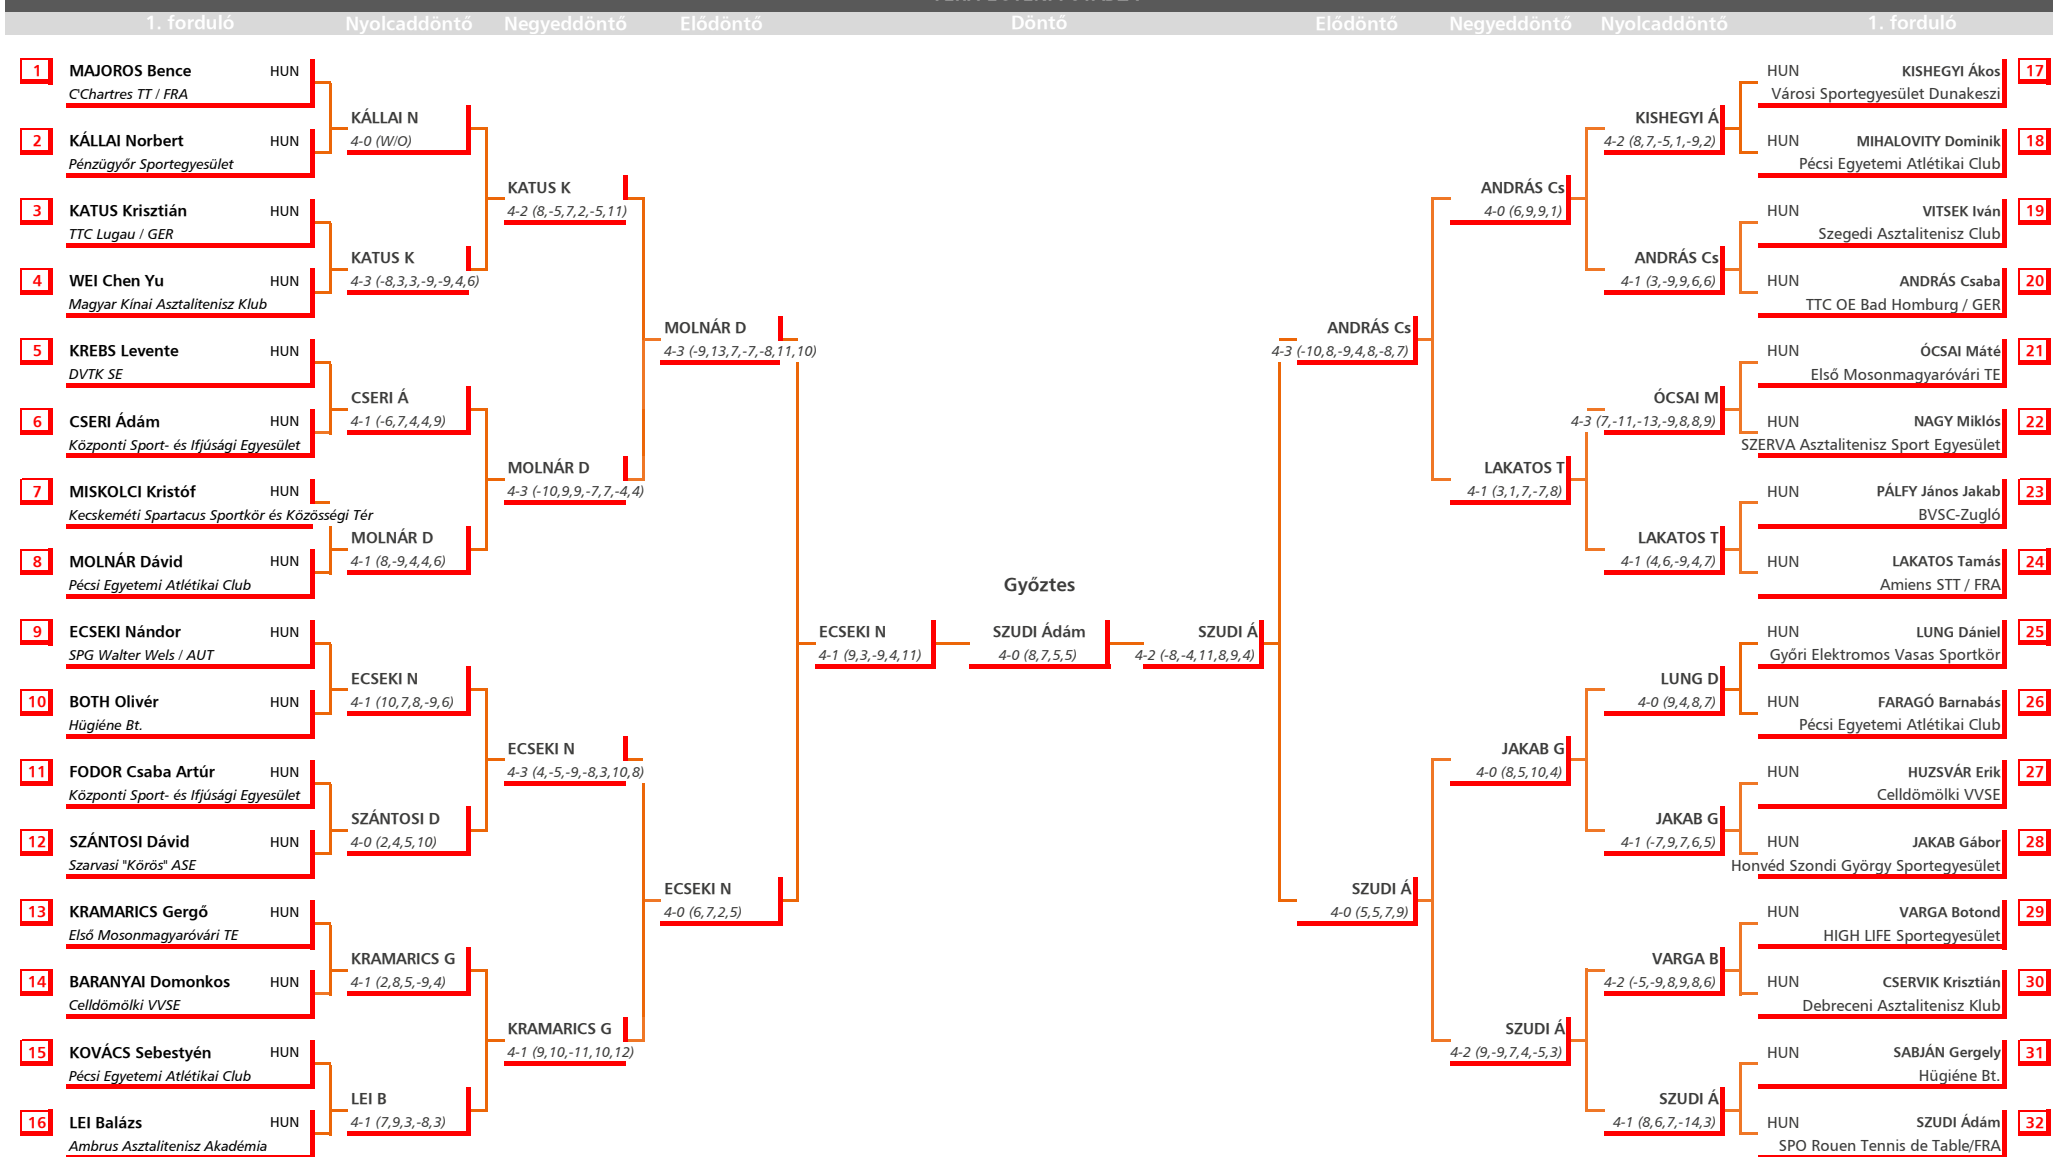 1. forduló Nyolcaddöntő Negyeddöntő Elődöntő Döntő Elődöntő Negyeddöntő Nyolcaddöntő 1. forduló
1 MAJOROS Bence HUN
C'Chartres TT / FRA
2 KÁLLAI Norbert HUN
Pénzügyőr Sportegyesület
3 KATUS Krisztián HUN
TTC Lugau / GER
4 WEI Chen Yu HUN
Magyar Kínai Asztalitenisz Klub
5 KREBS Levente HUN
DVTK SE
6 CSERI Ádám HUN
Központi Sport- és Ifjúsági Egyesület
7 MISKOLCI Kristóf HUN
Kecskeméti Spartacus Sportkör és Közösségi Tér
8 MOLNÁR Dávid HUN
Pécsi Egyetemi Atlétikai Club
9 ECSEKI Nándor HUN
SPG Walter Wels / AUT
10 BOTH Olivér HUN
Hügiéne Bt.
11 FODOR Csaba Artúr HUN
Központi Sport- és Ifjúsági Egyesület
12 SZÁNTOSI Dávid HUN
Szarvasi "Körös" ASE
13 KRAMARICS Gergő HUN
Első Mosonmagyaróvári TE
14 BARANYAI Domonkos HUN
Celldömölki VVSE
15 KOVÁCS Sebestyén HUN
Pécsi Egyetemi Atlétikai Club
16 LEI Balázs HUN
Ambrus Asztalitenisz Akadémia
KÁLLAI N
4-0 (W/O)
KATUS K
4-3 (-8,3,3,-9,-9,4,6)
CSERI Á
4-1 (-6,7,4,4,9)
MOLNÁR D
4-1 (8,-9,4,4,6)
ECSEKI N
4-1 (10,7,8,-9,6)
SZÁNTOSI D
4-0 (2,4,5,10)
KRAMARICS G
4-1 (2,8,5,-9,4)
LEI B
4-1 (7,9,3,-8,3)
KATUS K
4-2 (8,-5,7,2,-5,11)
MOLNÁR D
4-3 (-10,9,9,-7,7,-4,4)
ECSEKI N
4-3 (4,-5,-9,-8,3,10,8)
KRAMARICS G
4-1 (9,10,-11,10,12)
MOLNÁR D
4-3 (-9,13,7,-7,-8,11,10)
ECSEKI N
4-0 (6,7,2,5)
ECSEKI N
4-1 (9,3,-9,4,11)
Győztes
SZUDI Ádám
4-0 (8,7,5,5)
SZUDI Á
4-2 (-8,-4,11,8,9,4)
ANDRÁS Cs
4-3 (-10,8,-9,4,8,-8,7)
SZUDI Á
4-0 (5,5,7,9)
ANDRÁS Cs
4-0 (6,9,9,1)
LAKATOS T
4-1 (3,1,7,-7,8)
JAKAB G
4-0 (8,5,10,4)
SZUDI Á
4-2 (9,-9,7,4,-5,3)
KISHEGYI Á
4-2 (8,7,-5,1,-9,2)
ANDRÁS Cs
4-1 (3,-9,9,6,6)
ÓCSAI M
4-3 (7,-11,-13,-9,8,8,9)
LAKATOS T
4-1 (4,6,-9,4,7)
LUNG D
4-0 (9,4,8,7)
JAKAB G
4-1 (-7,9,7,6,5)
VARGA B
4-2 (-5,-9,8,9,8,6)
SZUDI Á
4-1 (8,6,7,-14,3)
HUN KISHEGYI Ákos 17
Városi Sportegyesület Dunakeszi
HUN MIHALOVITY Dominik 18
Pécsi Egyetemi Atlétikai Club
HUN VITSEK Iván 19
Szegedi Asztalitenisz Club
HUN ANDRÁS Csaba 20
TTC OE Bad Homburg / GER
HUN ÓCSAI Máté 21
Első Mosonmagyaróvári TE
HUN NAGY Miklós 22
SZERVA Asztalitenisz Sport Egyesület
HUN PÁLFY János Jakab 23
BVSC-Zugló
HUN LAKATOS Tamás 24
Amiens STT / FRA
HUN LUNG Dániel 25
Győri Elektromos Vasas Sportkör
HUN FARAGÓ Barnabás 26
Pécsi Egyetemi Atlétikai Club
HUN HUZSVÁR Erik 27
Celldömölki VVSE
HUN JAKAB Gábor 28
Honvéd Szondi György Sportegyesület
HUN VARGA Botond 29
HIGH LIFE Sportegyesület
HUN CSERVIK Krisztián 30
Debreceni Asztalitenisz Klub
HUN SABJÁN Gergely 31
Hügiéne Bt.
HUN SZUDI Ádám 32
SPO Rouen Tennis de Table/FRA